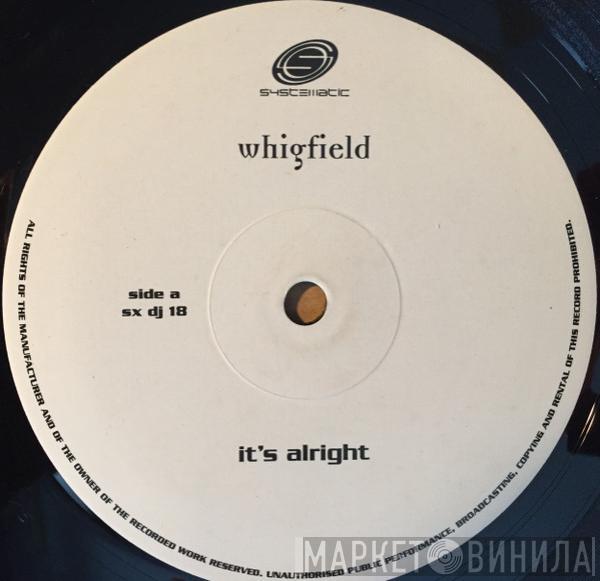 systematic
whigfield
side a
sx dj 18
it's alright
ALL RIGHTS OF THE MANUFACTURER AND OF THE OWNER OF THE RECORDED WORK RESERVED. UNAUTHORISED PUBLIC PERFORMANCE, BROADCASTING, COPYING AND RENTAL OF THIS RECORD PROHIBITED.
МАРКЕТ ВИНИЛА